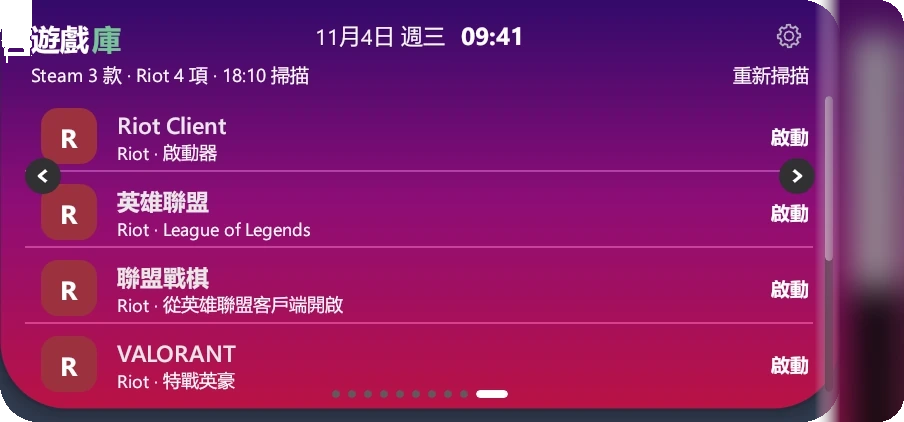 遊戲庫
11月4日 週三 09:41
Steam 3 款 · Riot 4 項 · 18:10 掃描
重新掃描
R
Riot Client
Riot · 啟動器
啟動
R
英雄聯盟
Riot · League of Legends
啟動
R
聯盟戰棋
Riot · 從英雄聯盟客戶端開啟
啟動
R
VALORANT
Riot · 特戰英豪
啟動